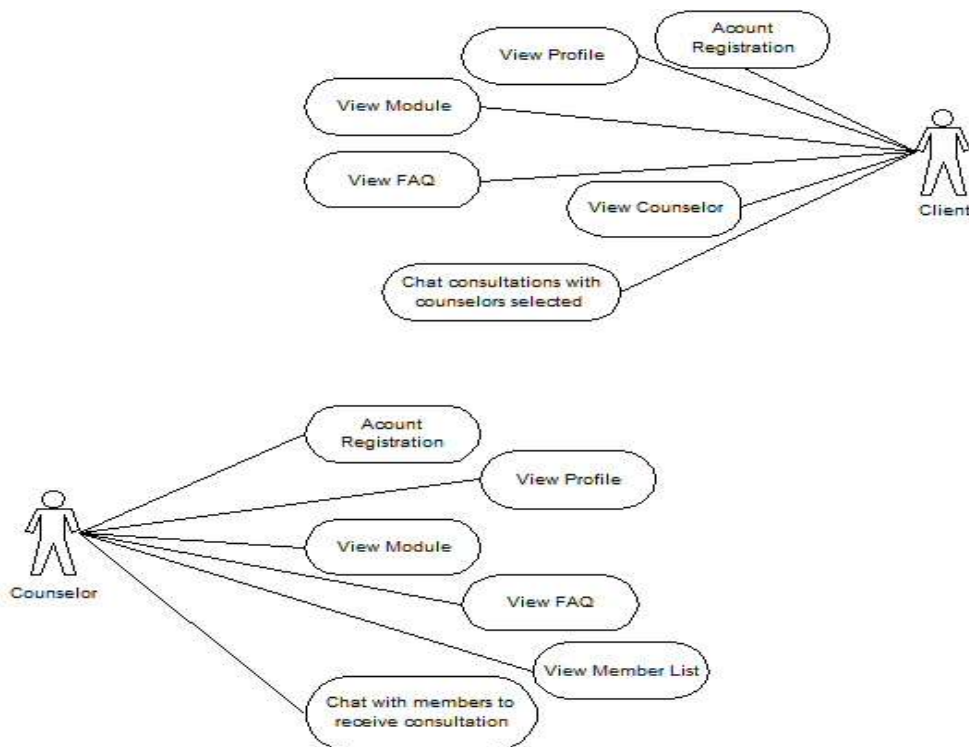 Acount
Registration
View Profile
View Module
View FAQ
View Counselor
Client
Chat consultations with
counselors selected
Acount
Registration
View Profile
View Module
Counselor
View FAQ
View Member List
Chat with members to
receive consultation